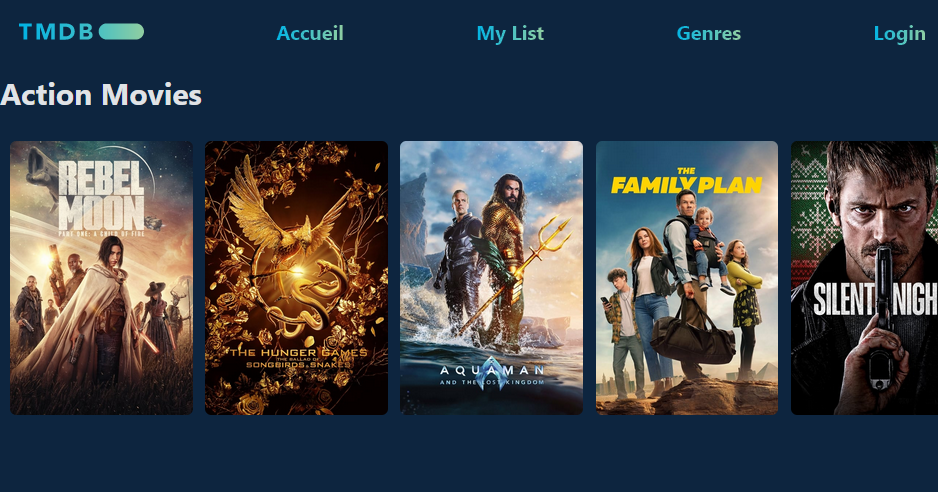 TMDB
Accueil
My List
Genres
Login
Action Movies
REBEL
MOON
PART ONE: A CHILD OF FIRE
THE HUNGER GAMES
THE BALLAD OF
SONGBIRDS & SNAKES
AQUAMAN
AND THE LOST KINGDOM
THE
FAMILY PLAN
SILENT NIGH